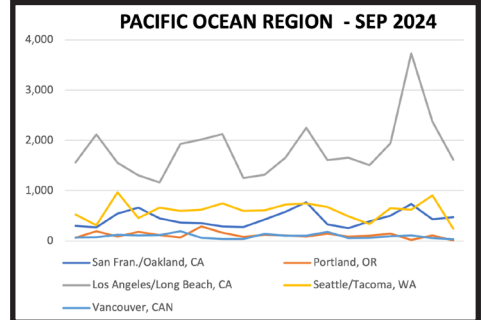 PACIFIC OCEAN REGION - SEP 2024
4,000
3,000
2,000
1,000
0
San Fran./Oakland, CA
Portland, OR
Los Angeles/Long Beach, CA
Seattle/Tacoma, WA
Vancouver, CAN